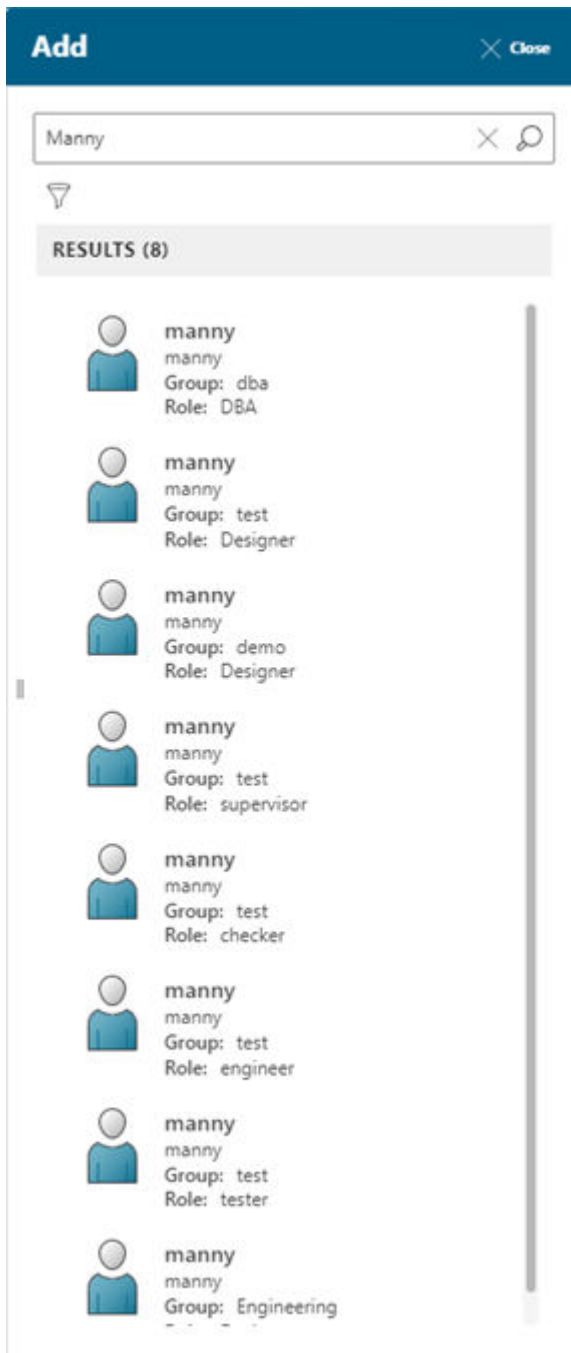 Add
Close
Manny
RESULTS (8)
manny
manny
Group: dba
Role: DBA
manny
manny
Group: test
Role: Designer
manny
manny
Group: demo
Role: Designer
manny
manny
Group: test
Role: supervisor
manny
manny
Group: test
Role: checker
manny
manny
Group: test
Role: engineer
manny
manny
Group: test
Role: tester
manny
manny
Group: Engineering